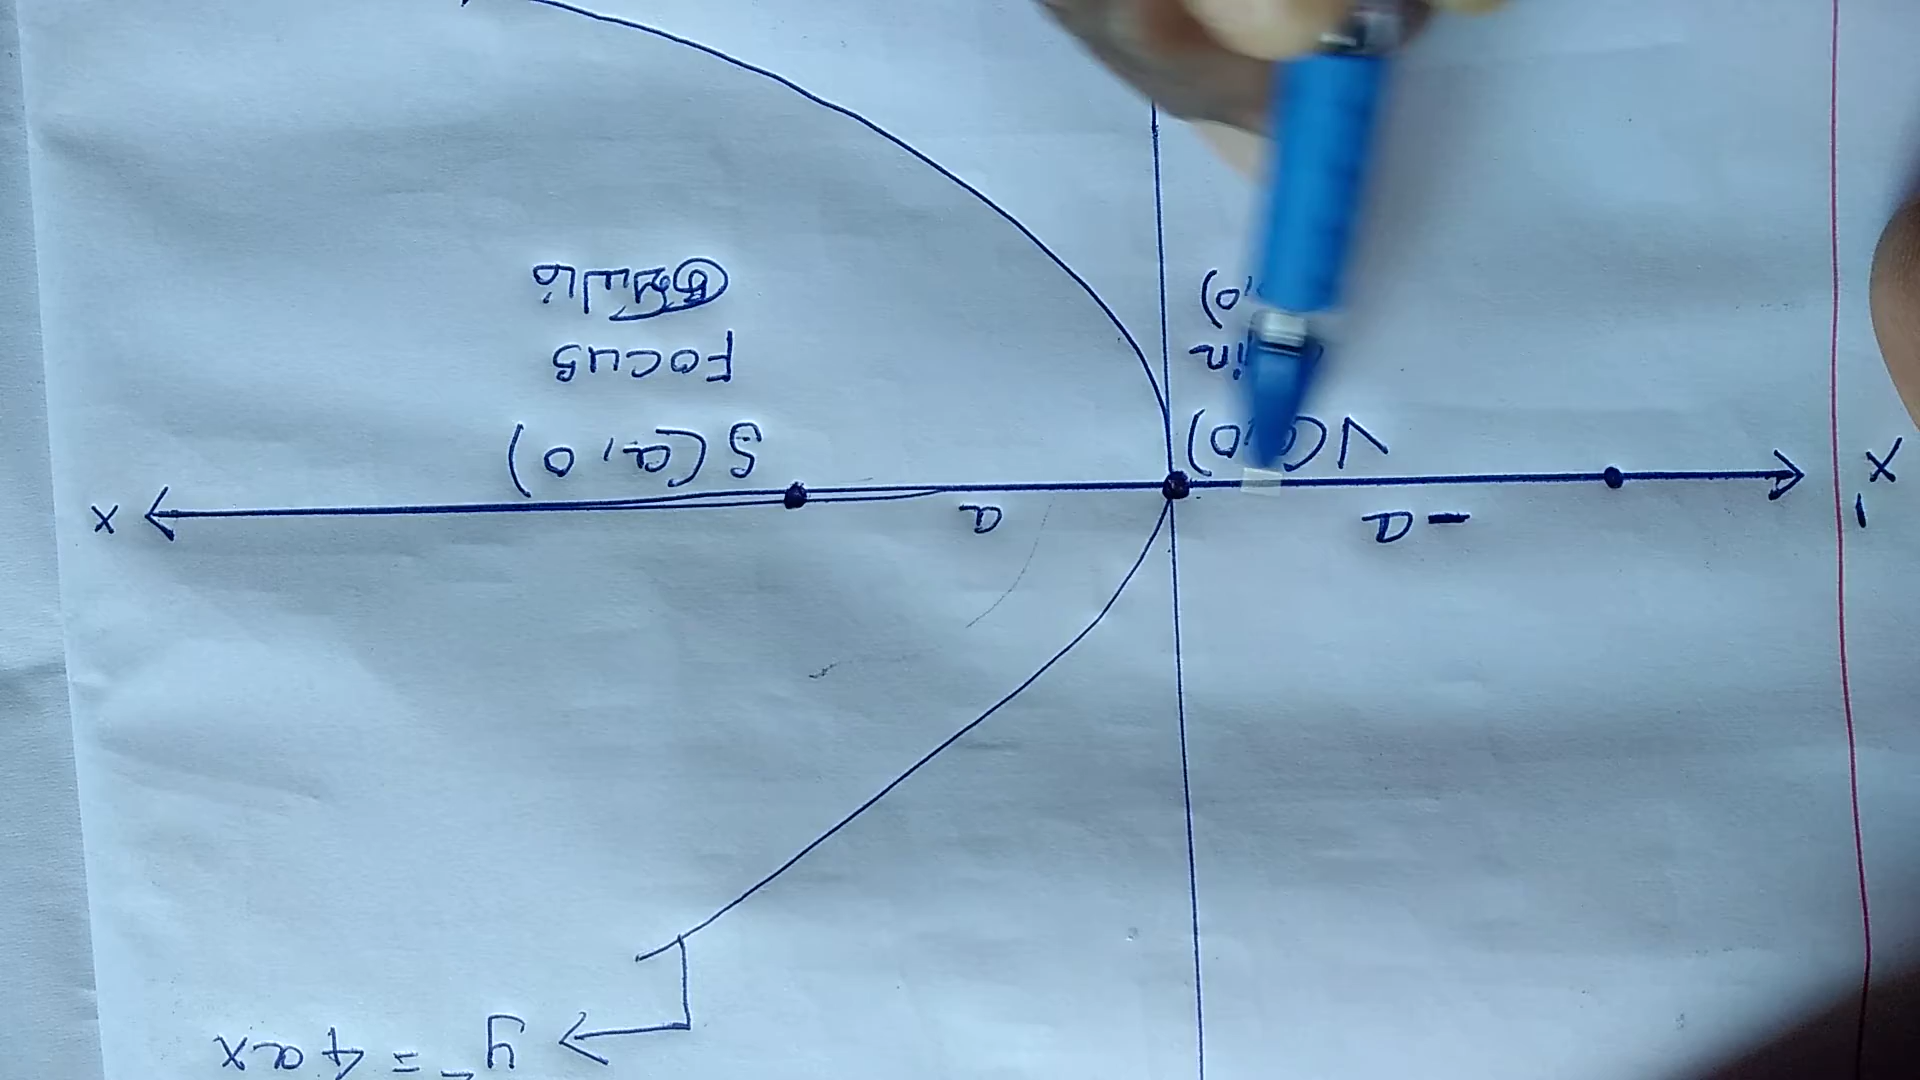 y² = 4ax
X' -a a X
V(0,0) S(a,0)
Focus
குவியம்